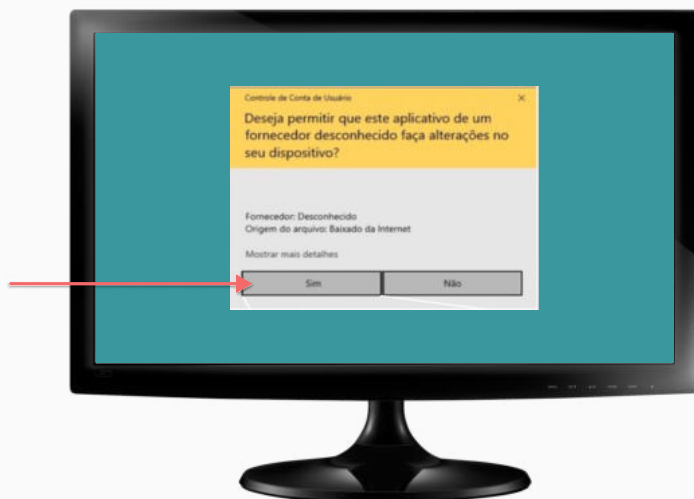 Controle de Conta de Usuário
Deseja permitir que este aplicativo de um
fornecedor desconhecido faça alterações no
seu dispositivo?
Fornecedor: Desconhecido
Origem do arquivo: Baixado da Internet
Mostrar mais detalhes
Sim
Não